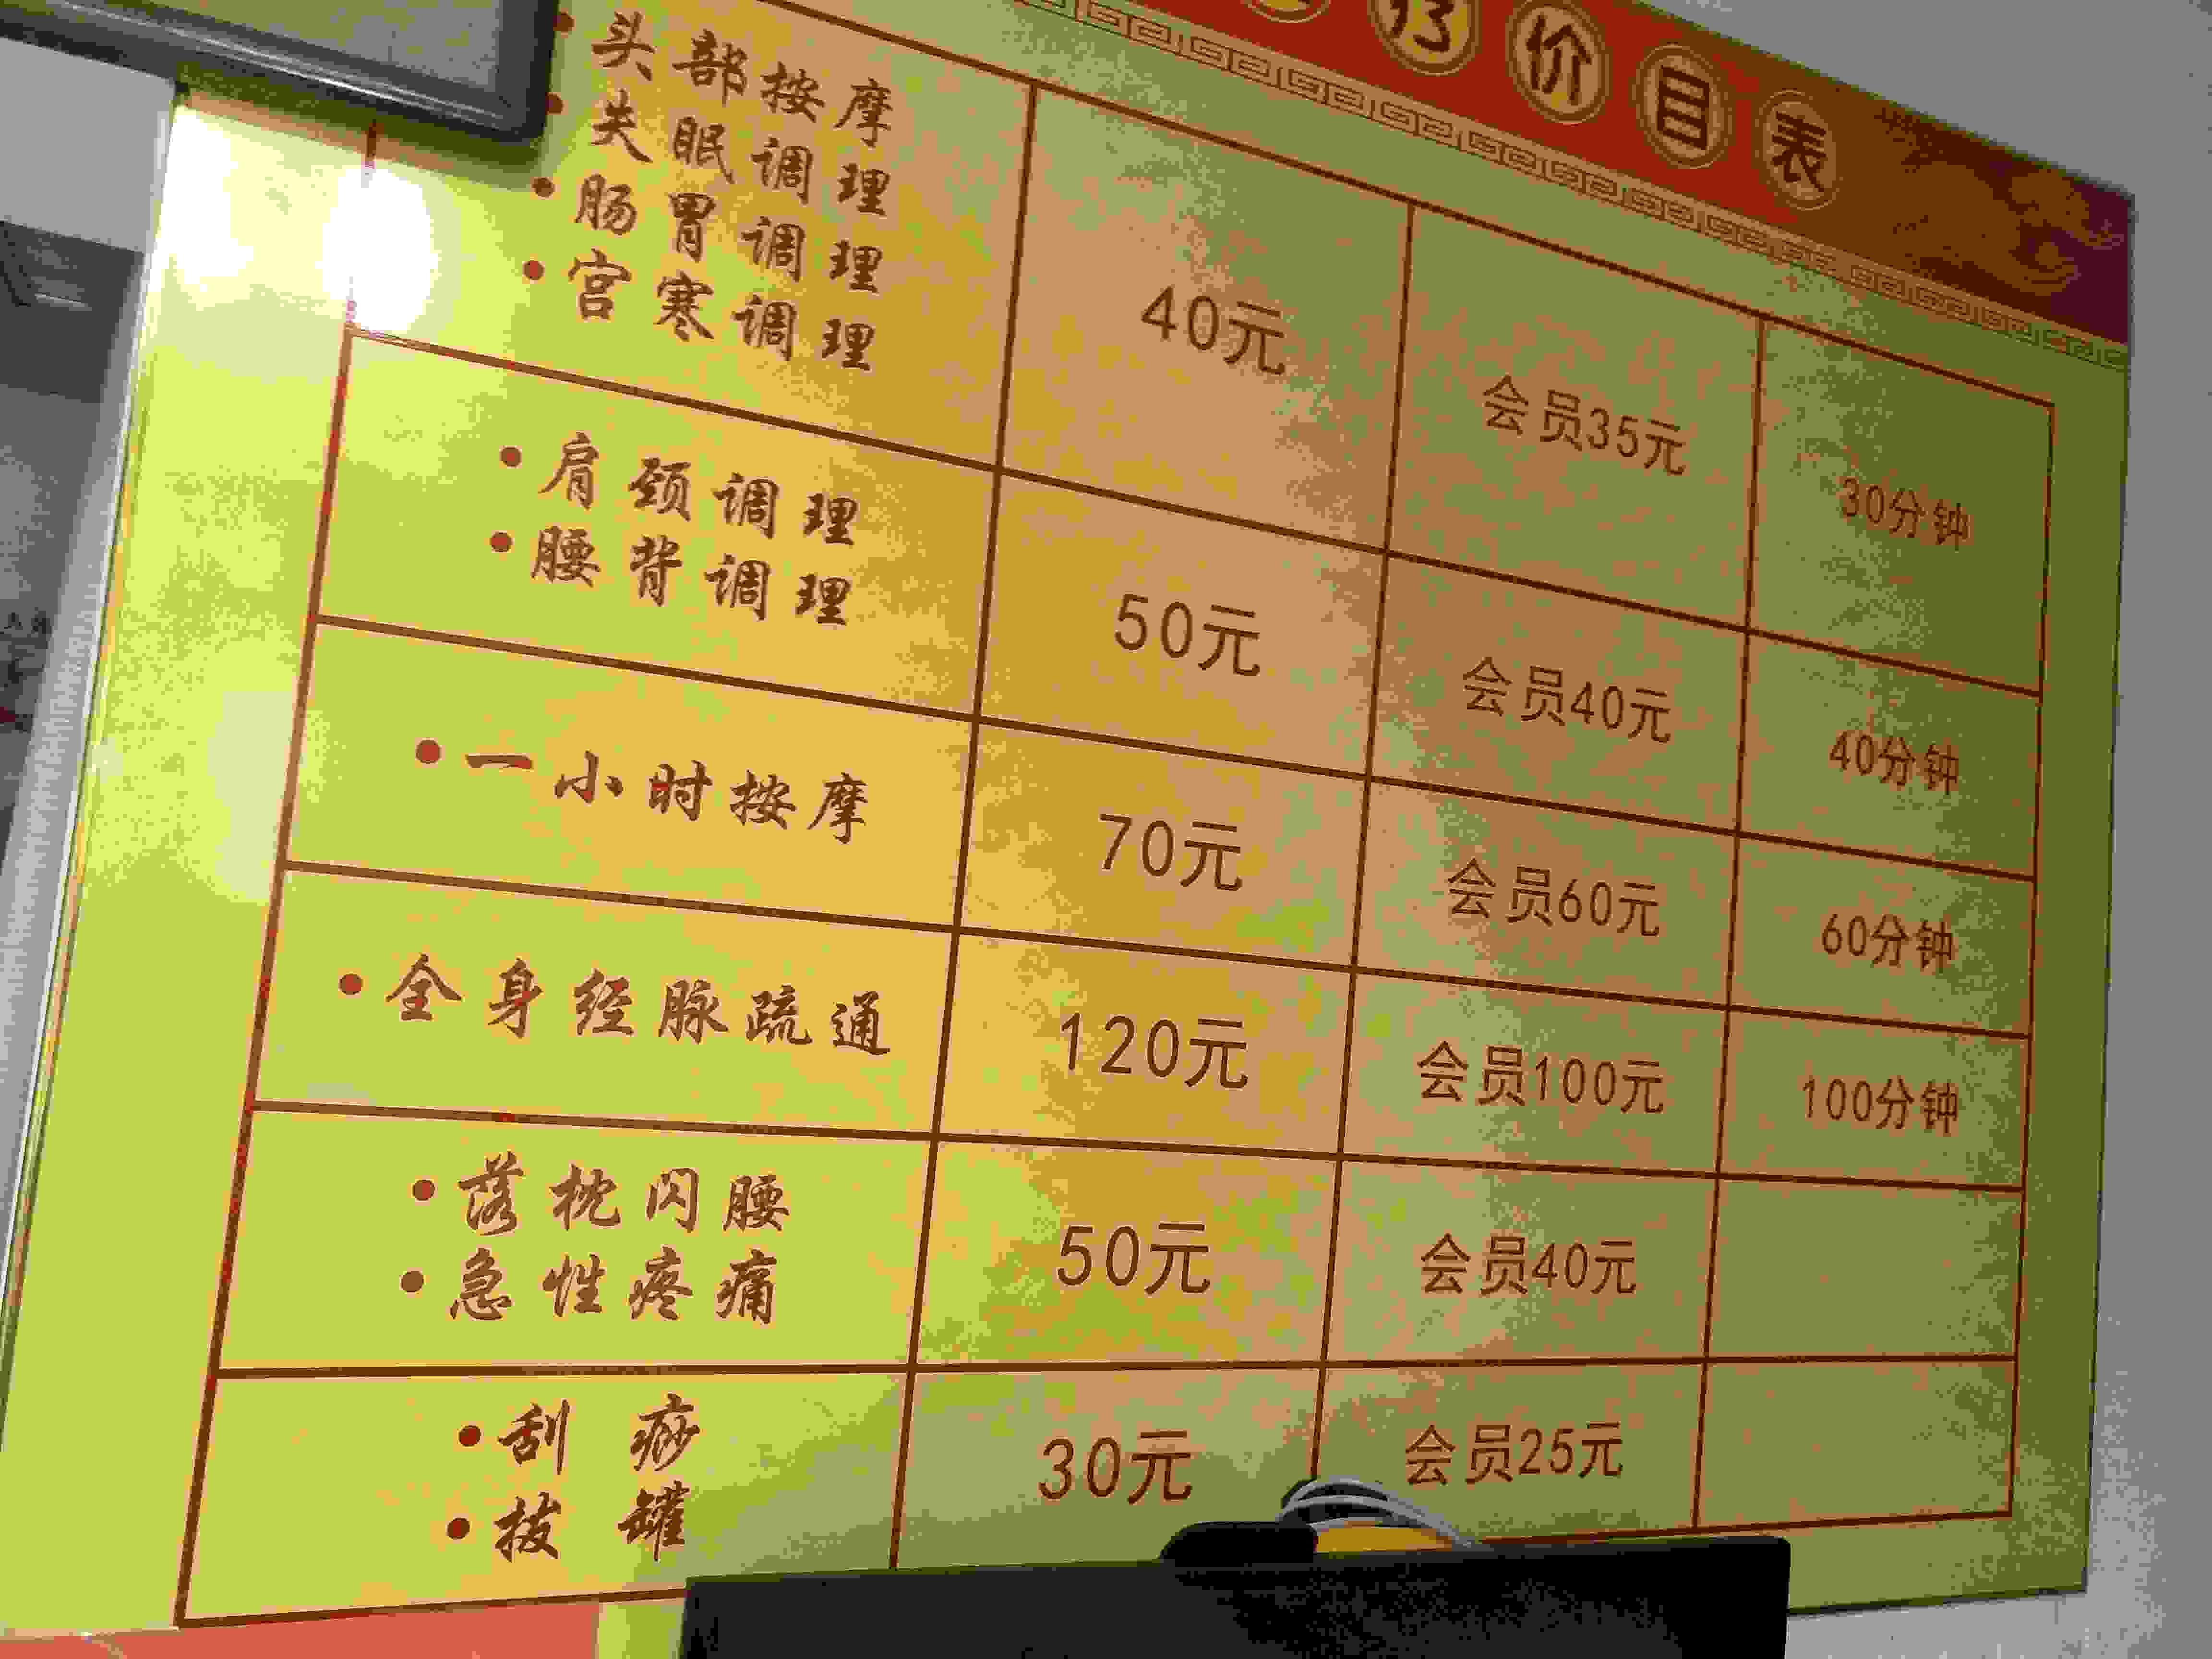 价目表
头部按摩
失眠调理
肠胃调理
宫寒调理
40元
会员35元
30分钟
肩颈调理
腰背调理
50元
会员40元
40分钟
一小时按摩
70元
会员60元
60分钟
全身经脉疏通
120元
会员100元
100分钟
落枕闪腰
急性疼痛
50元
会员40元
刮痧
拔罐
30元
会员25元